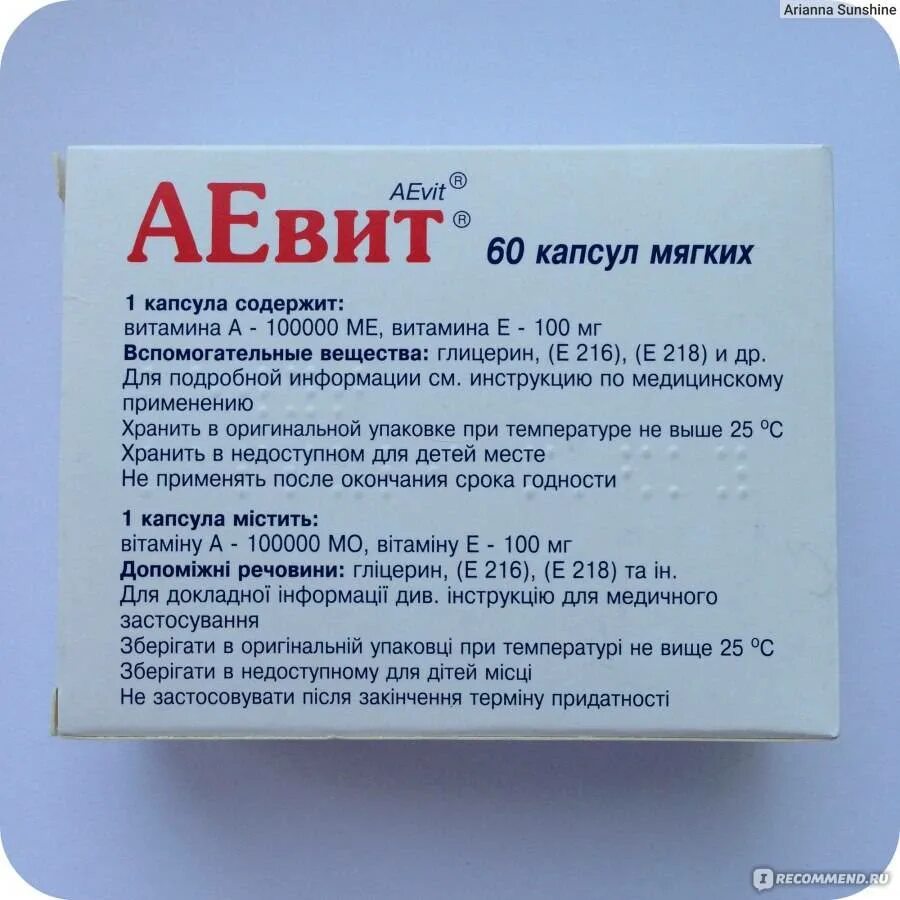 Arianna Sunshine
AEvit®
АЕвит®
60 капсул мягких
1 капсула содержит:
витамина А - 100000 МЕ, витамина Е - 100 мг
Вспомогательные вещества: глицерин, (Е 216), (Е 218) и др.
Для подробной информации см. инструкцию по медицинскому
применению
Хранить в оригинальной упаковке при температуре не выше 25 ºС
Хранить в недоступном для детей месте
Не применять после окончания срока годности
1 капсула містить:
вітаміну А - 100000 МО, вітаміну Е - 100 мг
Допоміжні речовини: гліцерин, (Е 216), (Е 218) та ін.
Для докладної інформації див. інструкцію для медичного
застосування
Зберігати в оригінальній упаковці при температурі не вище 25 ºС
Зберігати в недоступному для дітей місці
Не застосовувати після закінчення терміну придатності
IRECOMMEND.RU